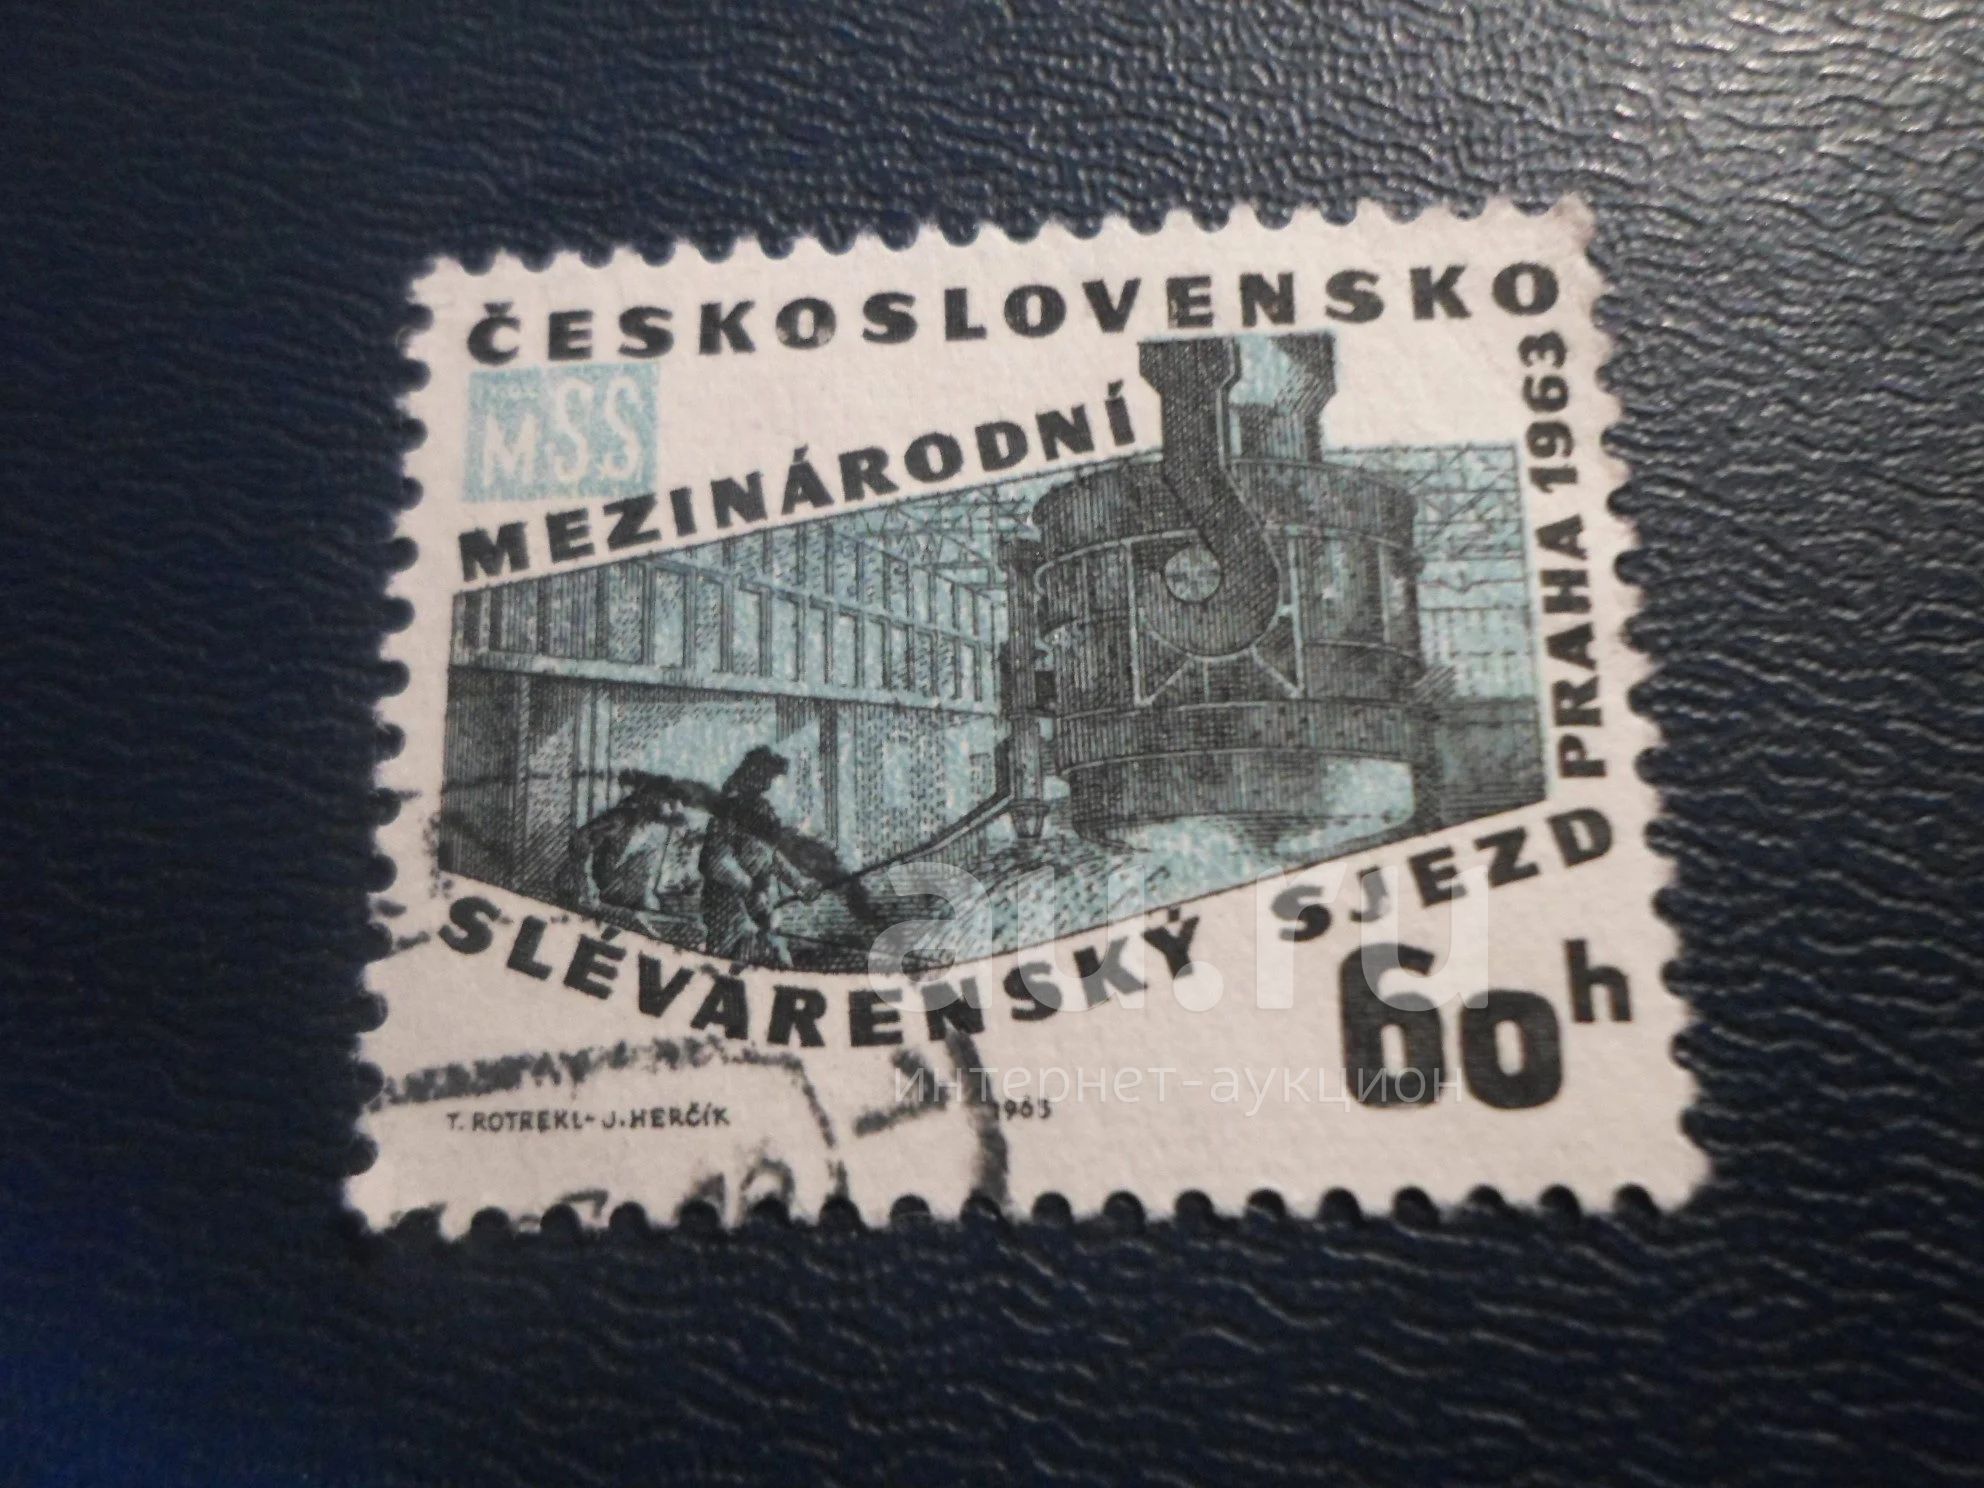 ČESKOSLOVENSKO
MSS
MEZINÁRODNÍ
SLÉVÁRENSKÝ SJEZD PRAHA 1963
60h
T. ROTREKL - J. HERČÍK
1963
au.ru
интернет-аукцион